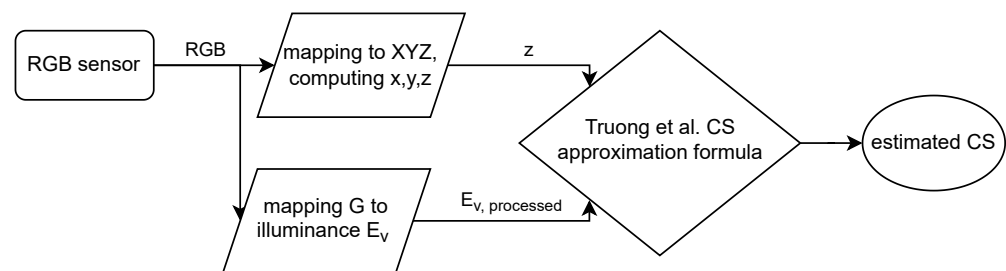 RGB sensor
RGB
mapping to XYZ,
computing x,y,z
z
Truong et al. CS
approximation formula
estimated CS
mapping G to
illuminance Ev
Ev, processed